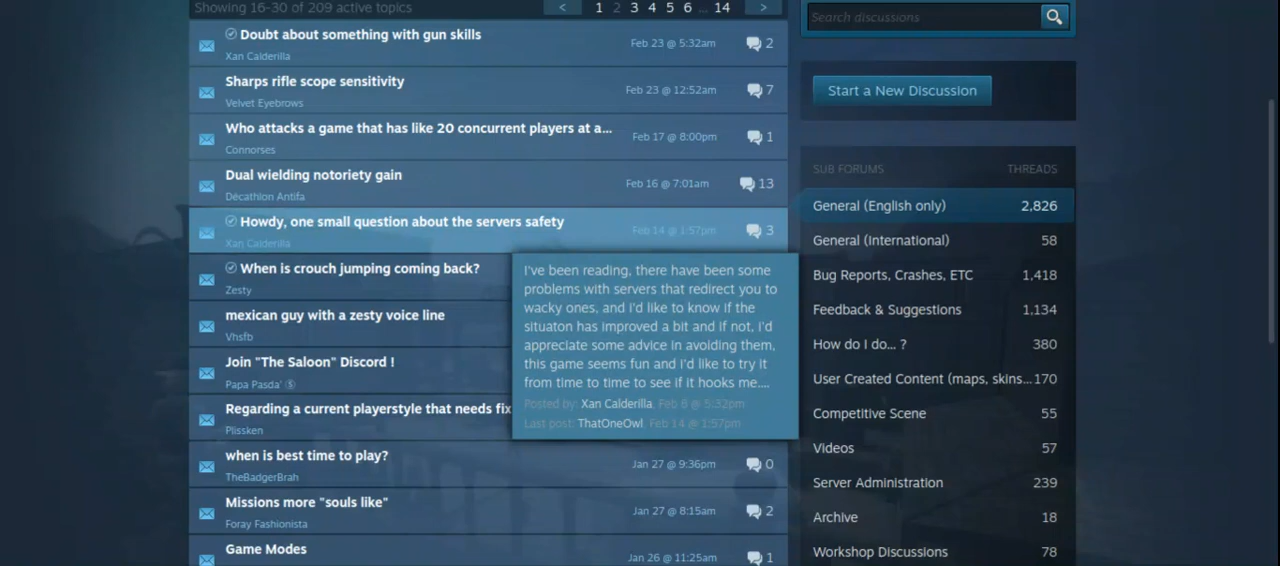 Showing 16-30 of 209 active topics
< 1 2 3 4 5 6 ... 14 >
Doubt about something with gun skills
Xan Calderilla
Feb 23 @ 5:32am
2
Sharps rifle scope sensitivity
Velvet Eyebrows
Feb 23 @ 12:52am
7
Who attacks a game that has like 20 concurrent players at a...
Connorses
Feb 17 @ 8:00pm
1
Dual wielding notoriety gain
Décathlon Antifa
Feb 16 @ 7:01am
13
Howdy, one small question about the servers safety
Xan Calderilla
Feb 14 @ 1:57pm
3
When is crouch jumping coming back?
Zesty
mexican guy with a zesty voice line
Vhsfb
Join "The Saloon" Discord !
Papa Pasda' Ⓢ
Regarding a current playerstyle that needs fix
Plissken
I've been reading, there have been some
problems with servers that redirect you to
wacky ones, and i'd like to know if the
situaton has improved a bit and if not, i'd
appreciate some advice in avoiding them,
this game seems fun and i'd like to try it
from time to time to see if it hooks me....
Posted by: Xan Calderilla, Feb 6 @ 5:32pm
Last post: ThatOneOwl, Feb 14 @ 1:57pm
when is best time to play?
TheBadgerBrah
Jan 27 @ 9:36pm
0
Missions more "souls like"
Foray Fashionista
Jan 27 @ 8:15am
2
Game Modes
Jan 26 @ 11:25am
1
Search discussions
Start a New Discussion
SUB FORUMS THREADS
General (English only) 2,826
General (International) 58
Bug Reports, Crashes, ETC 1,418
Feedback & Suggestions 1,134
How do I do... ? 380
User Created Content (maps, skins... 170
Competitive Scene 55
Videos 57
Server Administration 239
Archive 18
Workshop Discussions 78